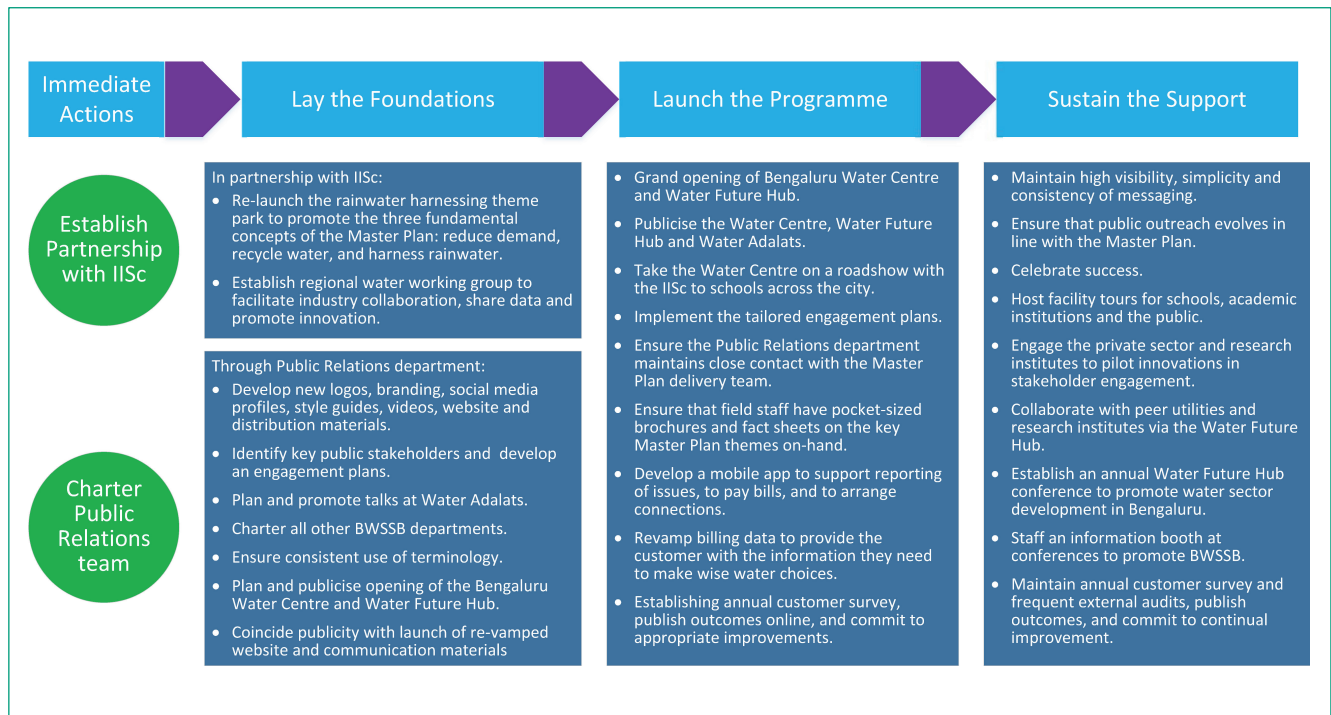 Immediate
Actions
Lay the Foundations
Launch the Programme
Sustain the Support
Establish
Partnership
with IISc
In partnership with IISc:
• Re-launch the rainwater harnessing theme
park to promote the three fundamental
concepts of the Master Plan: reduce demand,
recycle water, and harness rainwater.
• Establish regional water working group to
facilitate industry collaboration, share data and
promote innovation.
Charter
Public
Relations
team
Through Public Relations department:
• Develop new logos, branding, social media
profiles, style guides, videos, website and
distribution materials.
• Identify key public stakeholders and develop
an engagement plans.
• Plan and promote talks at Water Adalats.
• Charter all other BWSSB departments.
• Ensure consistent use of terminology.
• Plan and publicise opening of the Bengaluru
Water Centre and Water Future Hub.
• Coincide publicity with launch of re-vamped
website and communication materials
• Grand opening of Bengaluru Water Centre
and Water Future Hub.
• Publicise the Water Centre, Water Future
Hub and Water Adalats.
• Take the Water Centre on a roadshow with
the IISc to schools across the city.
• Implement the tailored engagement plans.
• Ensure the Public Relations department
maintains close contact with the Master
Plan delivery team.
• Ensure that field staff have pocket-sized
brochures and fact sheets on the key
Master Plan themes on-hand.
• Develop a mobile app to support reporting
of issues, to pay bills, and to arrange
connections.
• Revamp billing data to provide the
customer with the information they need
to make wise water choices.
• Establishing annual customer survey,
publish outcomes online, and commit to
appropriate improvements.
• Maintain high visibility, simplicity and
consistency of messaging.
• Ensure that public outreach evolves in
line with the Master Plan.
• Celebrate success.
• Host facility tours for schools, academic
institutions and the public.
• Engage the private sector and research
institutes to pilot innovations in
stakeholder engagement.
• Collaborate with peer utilities and
research institutes via the Water Future
Hub.
• Establish an annual Water Future Hub
conference to promote water sector
development in Bengaluru.
• Staff an information booth at
conferences to promote BWSSB.
• Maintain annual customer survey and
frequent external audits, publish
outcomes, and commit to continual
improvement.